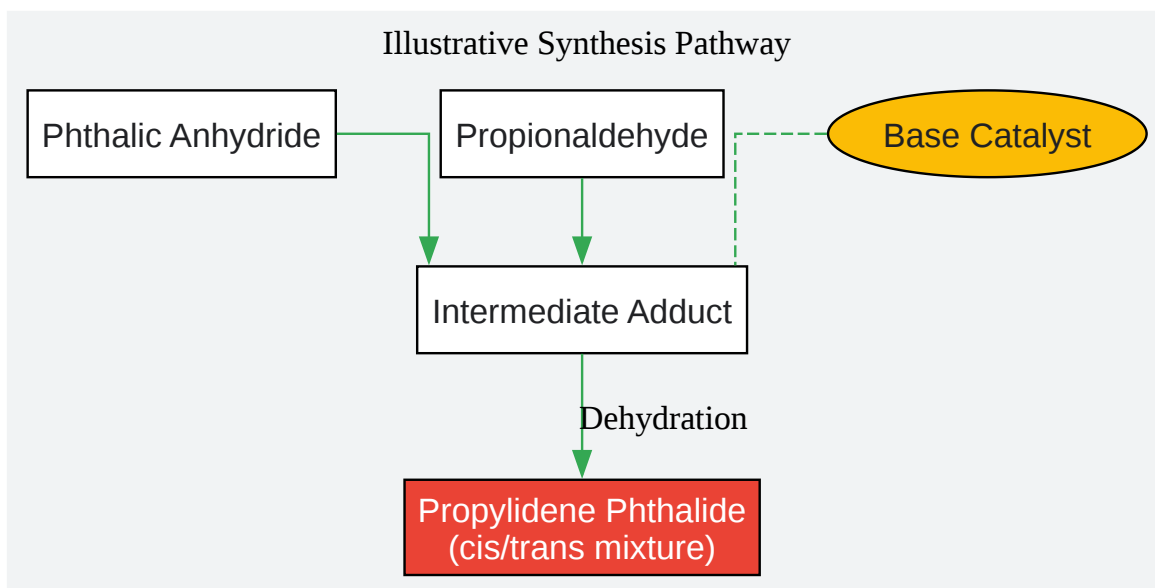 Illustrative Synthesis Pathway
Phthalic Anhydride
Propionaldehyde
Base Catalyst
Intermediate Adduct
Dehydration
Propylidene Phthalide
(cis/trans mixture)